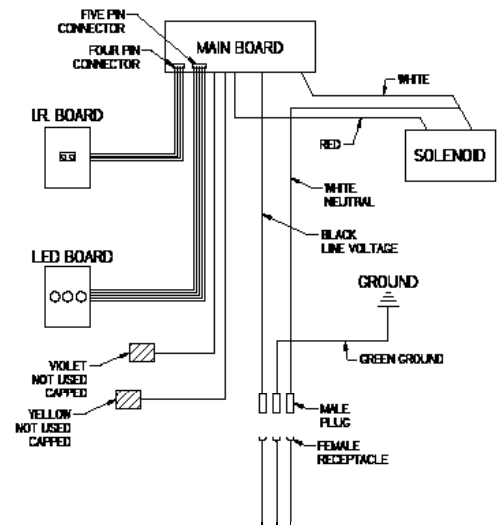 FIVE PIN
CONNECTOR
FOUR PIN
CONNECTOR
MAIN BOARD
WHITE
I.R. BOARD
RED
SOLENOID
WHITE
NEUTRAL
BLACK
LINE VOLTAGE
LED BOARD
GROUND
GREEN GROUND
VIOLET
NOT USED
CAPPED
YELLOW
NOT USED
CAPPED
MALE
PLUG
FEMALE
RECEPTACLE